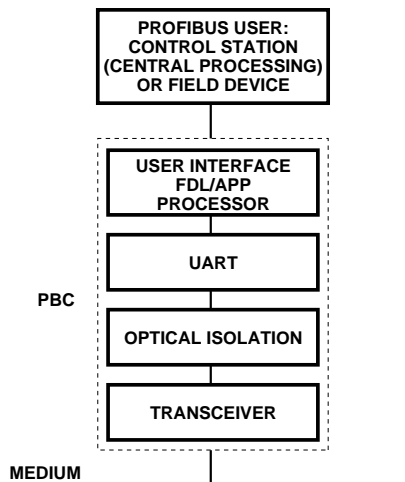 PROFIBUS USER:
CONTROL STATION
(CENTRAL PROCESSING)
OR FIELD DEVICE
USER INTERFACE
FDL/APP
PROCESSOR
UART
PBC
OPTICAL ISOLATION
TRANSCEIVER
MEDIUM